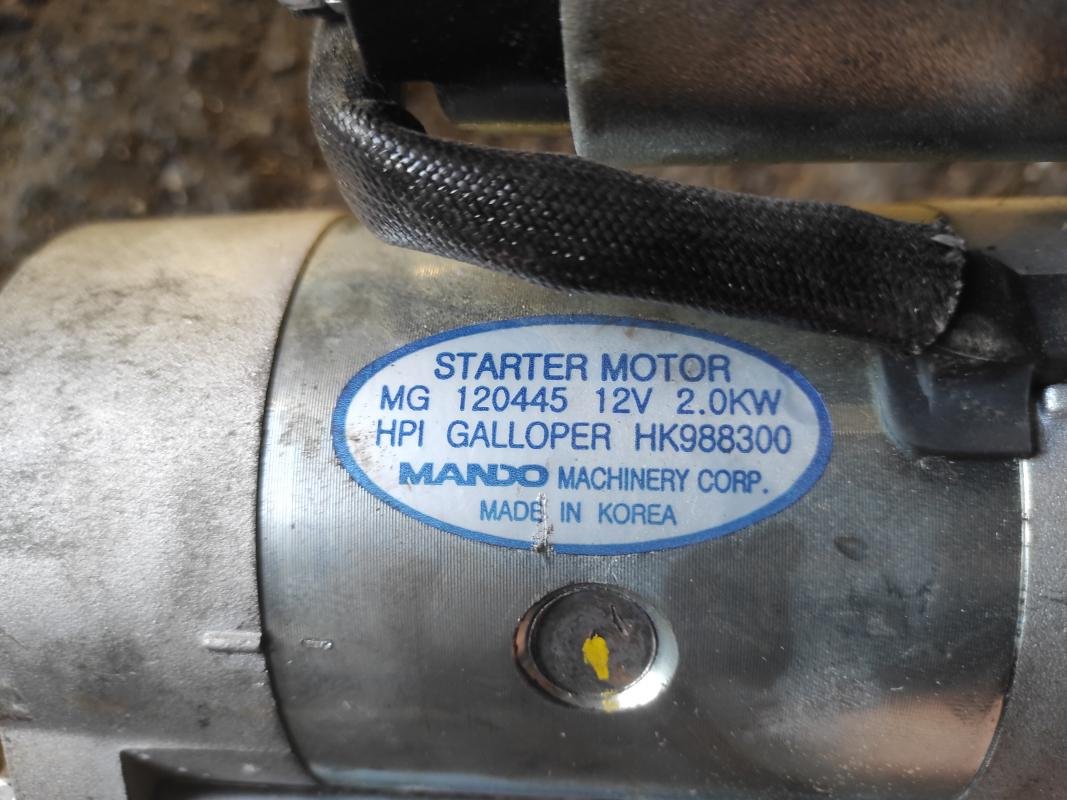 STARTER MOTOR
MG 120445 12V 2.0KW
HPI GALLOPER HK988300
MANDO MACHINERY CORP.
MADE IN KOREA